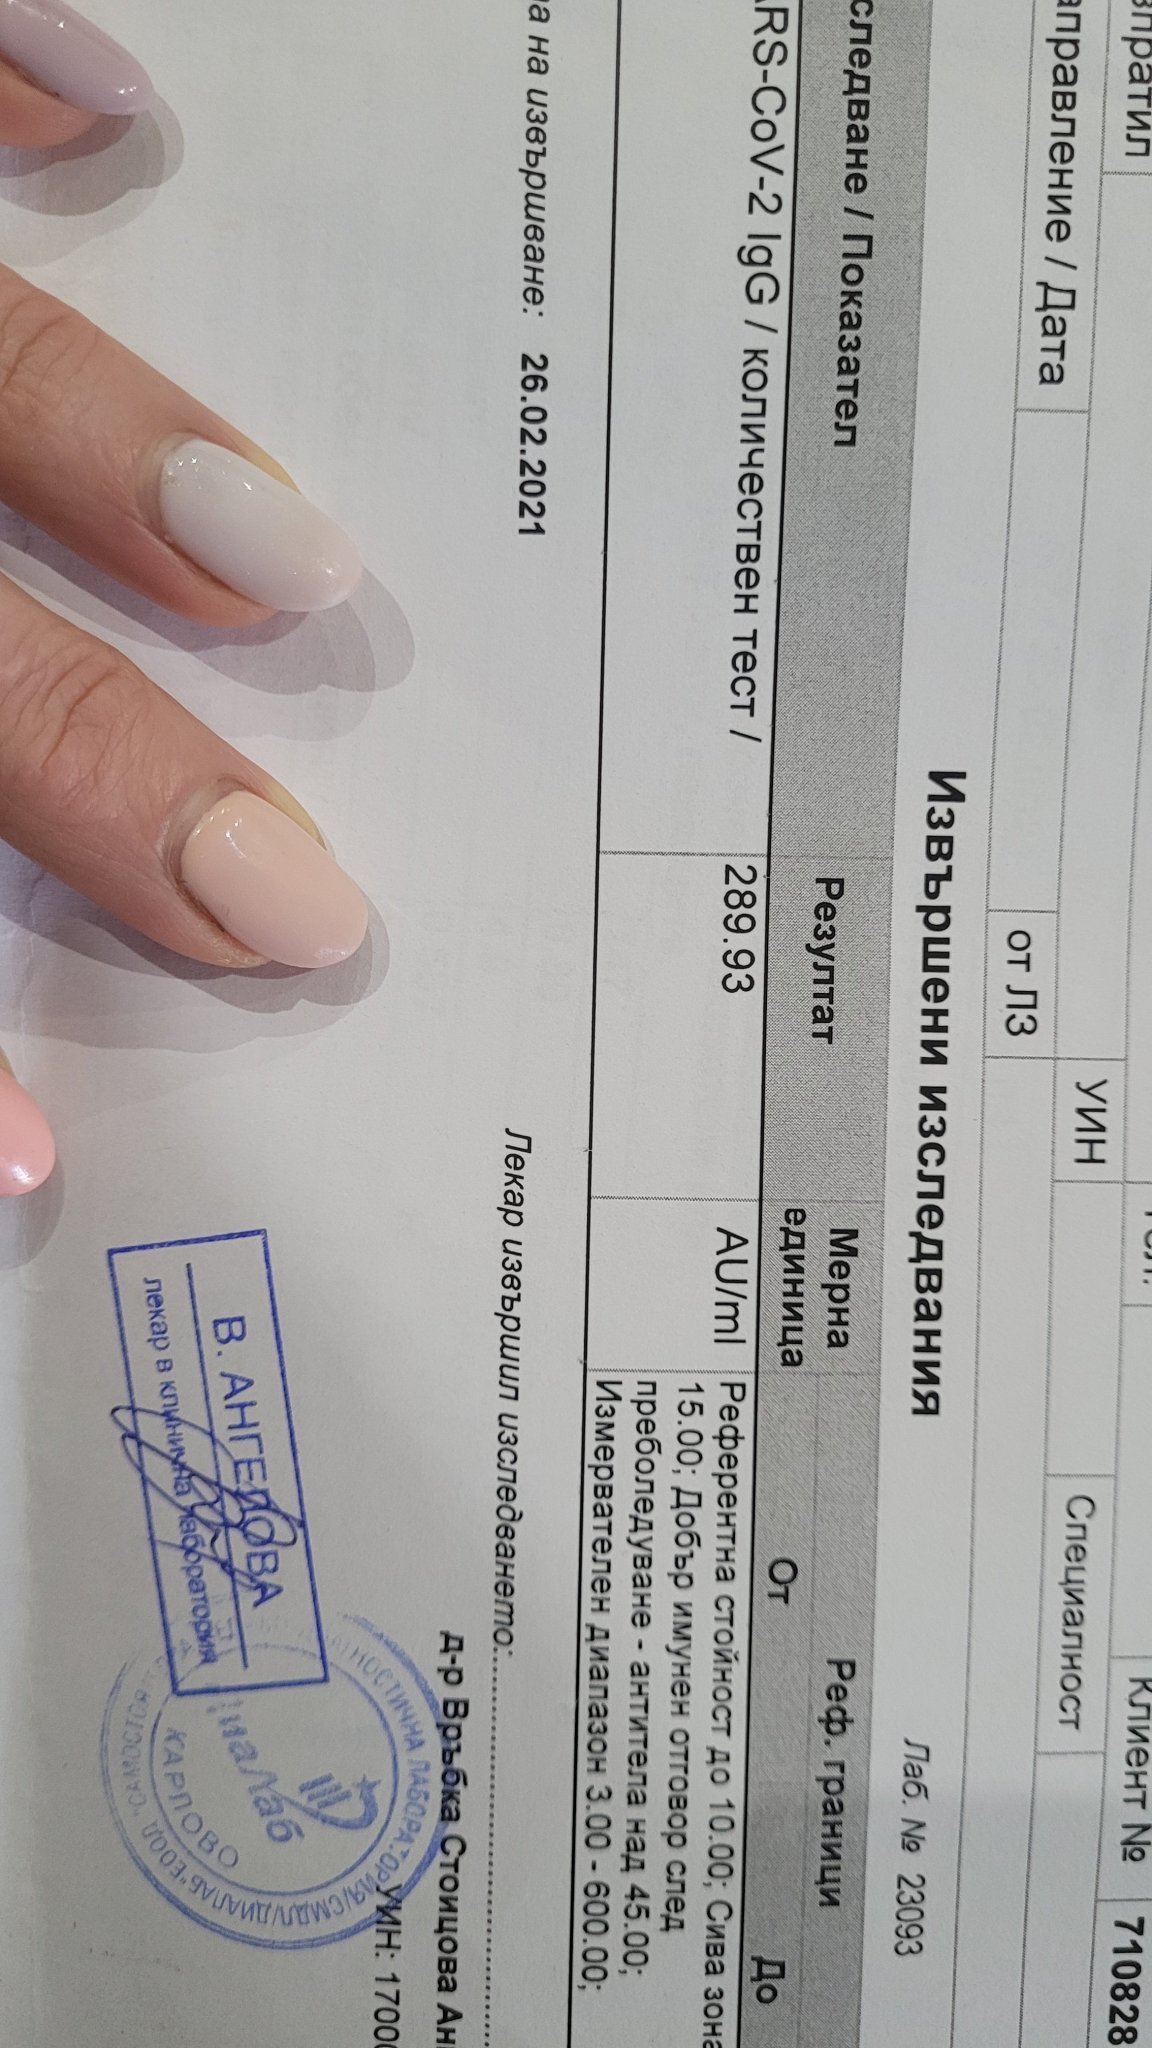 Клиент № 710828
УИН Специалност
аправление / Дата от ЛЗ
Лаб. № 23093
Извършени изследвания
следване / Показател Резултат Мерна единица Реф. граници
От До
ARS-CoV-2 IgG / количествен тест / 289.93 AU/ml Референтна стойност до 10.00; Сива зона
15.00; Добър имунен отговор след
преболедуване - антитела над 45.00;
Измервателен диапазон 3.00 - 600.00;
на извършване: 26.02.2021
Лекар извършил изследването:
д-р Връбка Стоицова
УИН: 1700
В. АНГЕЛОВА
лекар в клинична лаборатория
КАРЛОВО